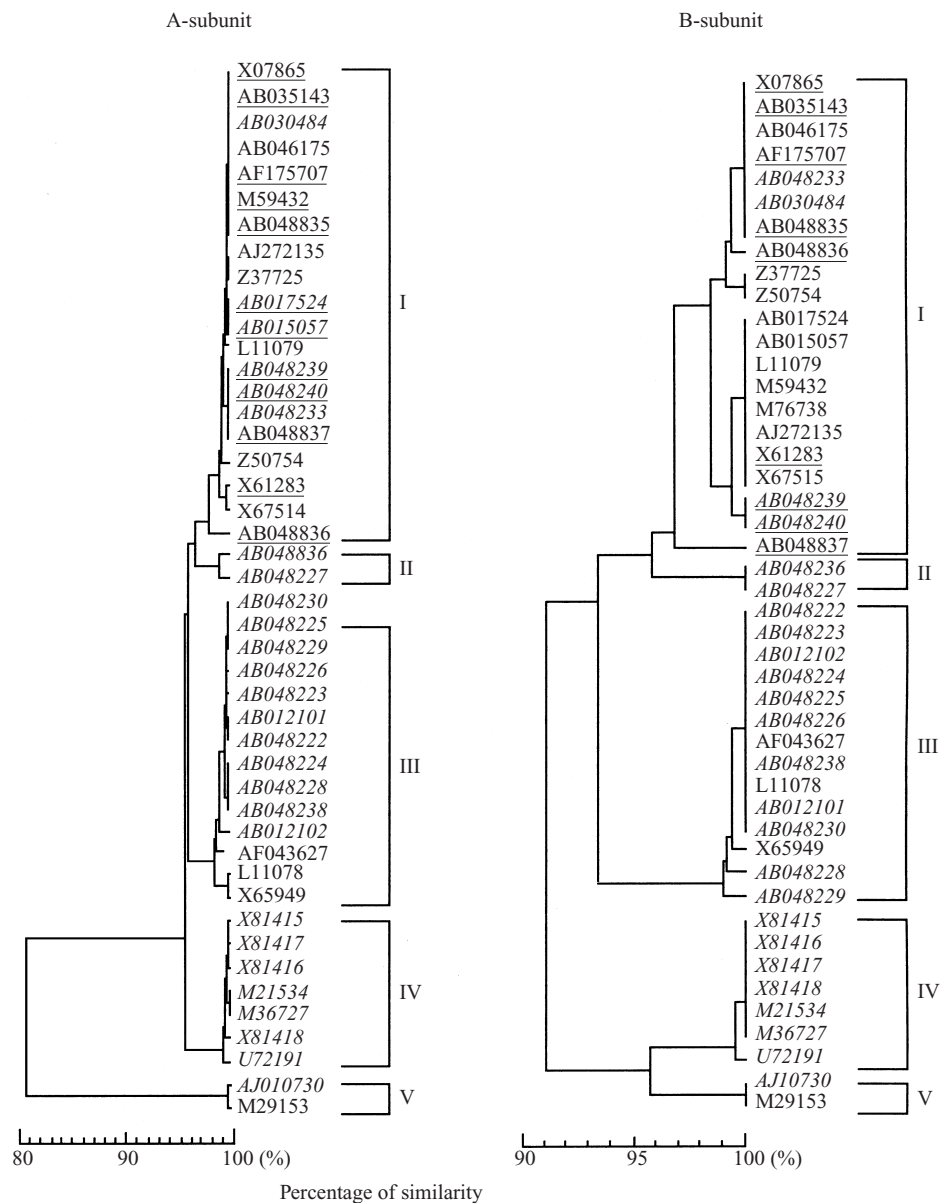 A-subunit
X07865
AB035143
AB030484
AB046175
AF175707
M59432
AB048835
AJ272135
Z37725
AB017524
AB015057
L11079
AB048239
AB048240
AB048233
AB048837
Z50754
X61283
X67514
AB048836
I
AB048836
AB048227
II
AB048230
AB048225
AB048229
AB048226
AB048223
AB012101
AB048222
AB048224
AB048228
AB048238
AB012102
AF043627
L11078
X65949
III
X81415
X81417
X81416
M21534
M36727
X81418
U72191
IV
AJ010730
M29153
V
80 90 100 (%)
B-subunit
X07865
AB035143
AB046175
AF175707
AB048233
AB030484
AB048835
AB048836
Z37725
Z50754
AB017524
AB015057
L11079
M59432
M76738
AJ272135
X61283
X67515
AB048239
AB048240
AB048837
I
AB048236
AB048227
II
AB048222
AB048223
AB012102
AB048224
AB048225
AB048226
AF043627
AB048238
L11078
AB012101
AB048230
X65949
AB048228
AB048229
III
X81415
X81416
X81417
X81418
M21534
M36727
U72191
IV
AJ10730
M29153
V
90 95 100 (%)
Percentage of similarity